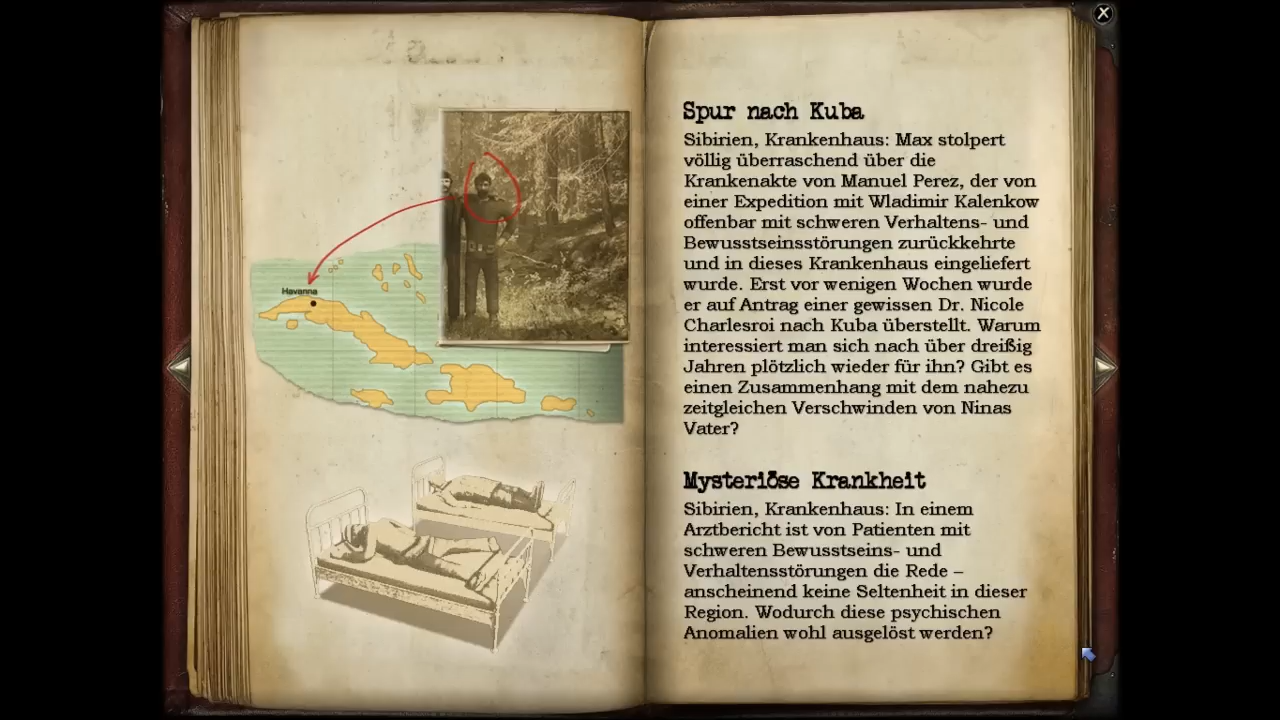 Havanna
Spur nach Kuba
Sibirien, Krankenhaus: Max stolpert
völlig überraschend über die
Krankenakte von Manuel Perez, der von
einer Expedition mit Wladimir Kalenkow
offenbar mit schweren Verhaltens- und
Bewusstseinsstörungen zurückkehrte
und in dieses Krankenhaus eingeliefert
wurde. Erst vor wenigen Wochen wurde
er auf Antrag einer gewissen Dr. Nicole
Charlesroi nach Kuba überstellt. Warum
interessiert man sich nach über dreißig
Jahren plötzlich wieder für ihn? Gibt es
einen Zusammenhang mit dem nahezu
zeitgleichen Verschwinden von Ninas
Vater?
Mysteriöse Krankheit
Sibirien, Krankenhaus: In einem
Arztbericht ist von Patienten mit
schweren Bewusstseins- und
Verhaltensstörungen die Rede –
anscheinend keine Seltenheit in dieser
Region. Wodurch diese psychischen
Anomalien wohl ausgelöst werden?